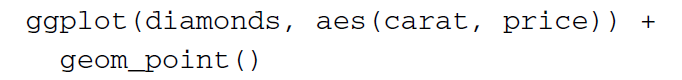 ggplot(diamonds, aes(carat, price)) +
  geom_point()